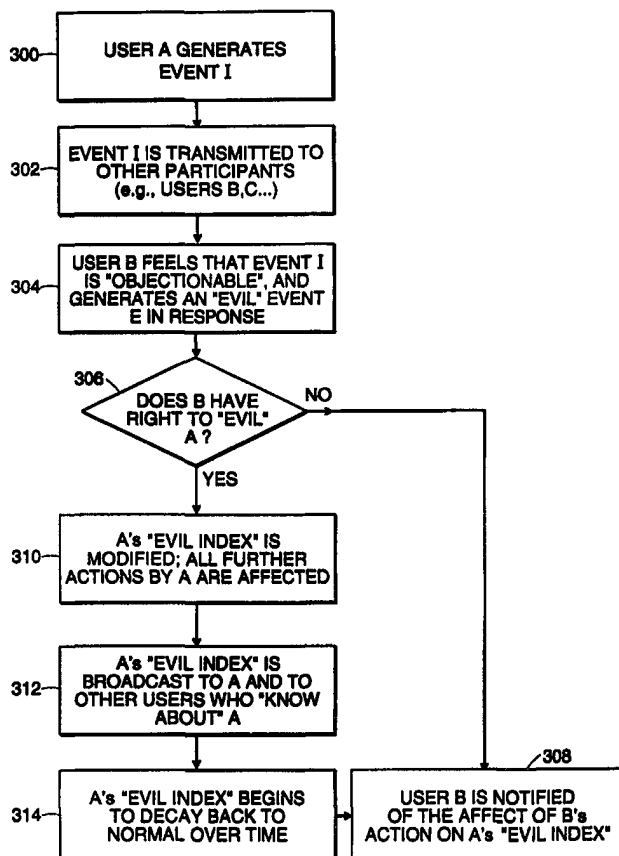 300
USER A GENERATES
EVENT I
302
EVENT I IS TRANSMITTED TO
OTHER PARTICIPANTS
(e.g., USERS B,C...)
304
USER B FEELS THAT EVENT I
IS "OBJECTIONABLE", AND
GENERATES AN "EVIL" EVENT
E IN RESPONSE
306
DOES B HAVE
RIGHT TO "EVIL"
A ?
NO
YES
310
A's "EVIL INDEX" IS
MODIFIED; ALL FURTHER
ACTIONS BY A ARE AFFECTED
312
A's "EVIL INDEX" IS
BROADCAST TO A AND TO
OTHER USERS WHO "KNOW
ABOUT" A
314
A's "EVIL INDEX" BEGINS
TO DECAY BACK TO
NORMAL OVER TIME
308
USER B IS NOTIFIED
OF THE AFFECT OF B's
ACTION ON A's "EVIL INDEX"